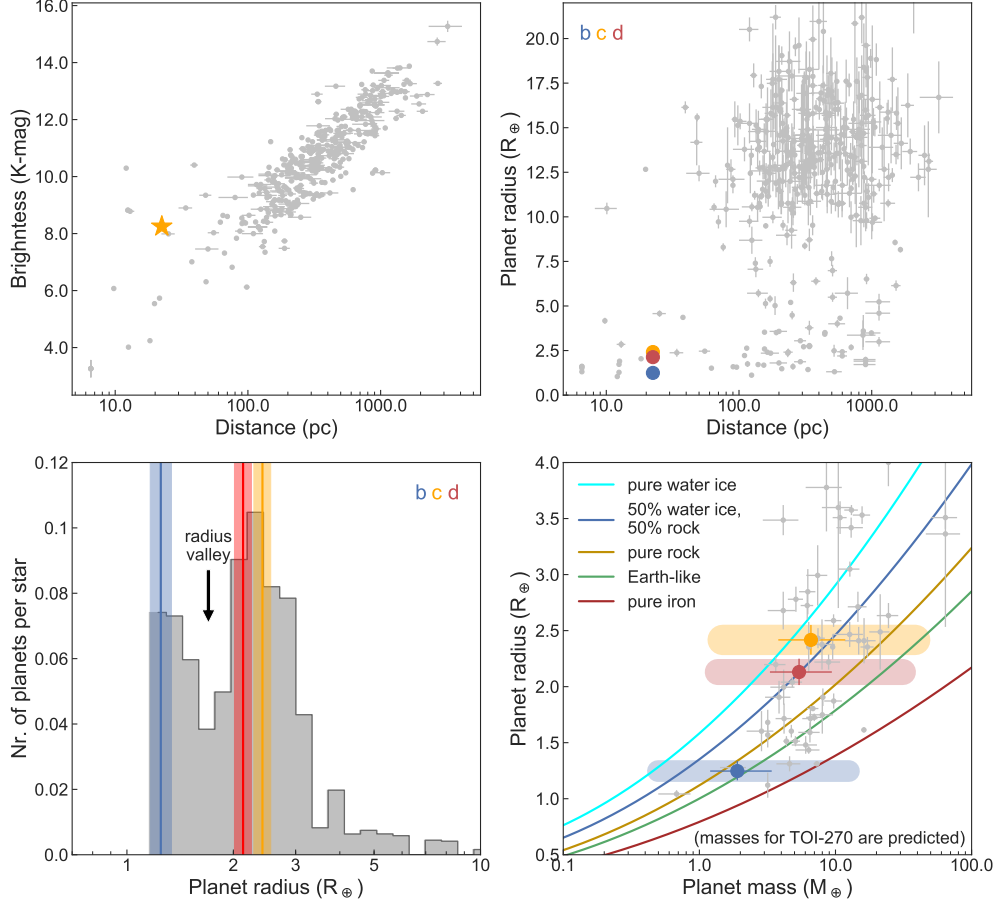 16.0
14.0
12.0
10.0
8.0
6.0
4.0
Brighntess (K-mag)
10.0 100.0 1000.0
Distance (pc)
b c d
20.0
17.5
15.0
12.5
10.0
7.5
5.0
2.5
0.0
Planet radius (R⊕)
10.0 100.0 1000.0
Distance (pc)
0.12
0.1
0.08
0.06
0.04
0.02
0.0
Nr. of planets per star
b c d
radius
valley
1 2 3 5 10
Planet radius (R⊕)
4.0
3.5
3.0
2.5
2.0
1.5
1.0
0.5
Planet radius (R⊕)
pure water ice
50% water ice,
50% rock
pure rock
Earth-like
pure iron
(masses for TOI-270 are predicted)
0.1 1.0 10.0 100.0
Planet mass (M⊕)